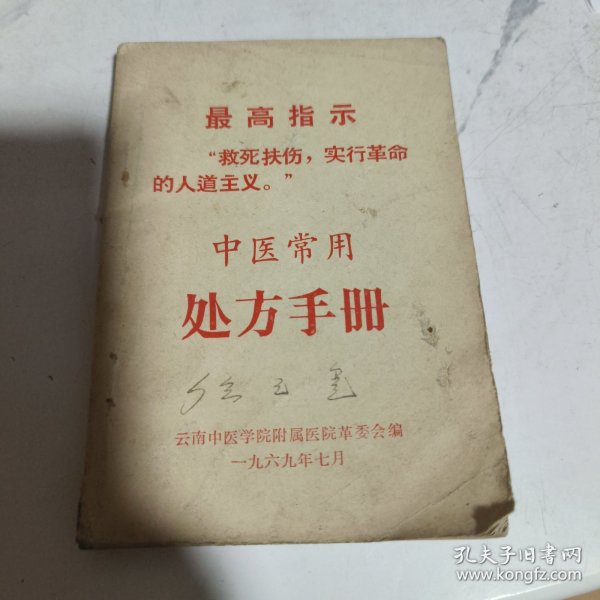 最高指示
“救死扶伤，实行革命
的人道主义。”
中医常用
处方手册
云南中医学院附属医院革委会编
一九六九年七月
孔夫子旧书网
www.kongfz.com